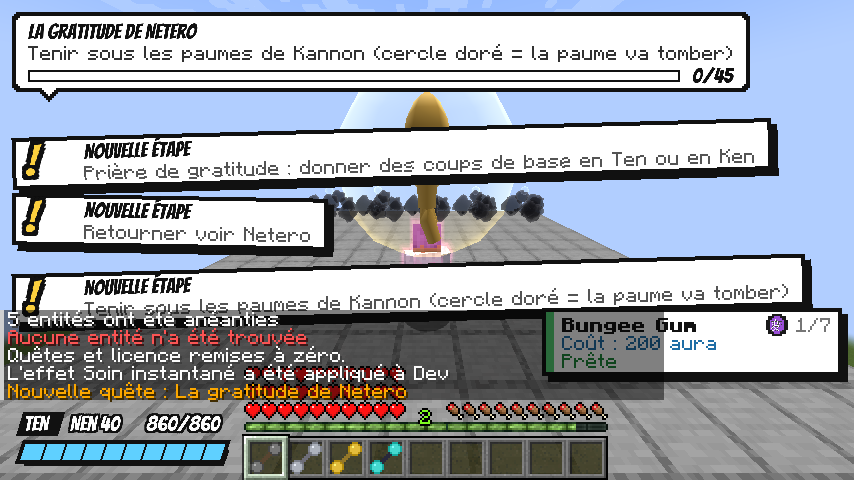 LA GRATITUDE DE NETERO
Tenir sous les paumes de Kannon (cercle doré = la paume va tomber)
0/45
NOUVELLE ÉTAPE
Prière de gratitude : donner des coups de base en Ten ou en Ken
NOUVELLE ÉTAPE
Retourner voir Netero
NOUVELLE ÉTAPE
Tenir sous les paumes de Kannon (cercle doré = la paume va tomber)
5 entités ont été anéanties
Aucune entité n'a été trouvée
Quêtes et licence remises à zéro.
L'effet Soin instantané a été appliqué à Dev
Nouvelle quête : La gratitude de Netero
Bungee Gum 1/7
Coût : 200 aura
Prête
TEN NEN 40 860/860
2